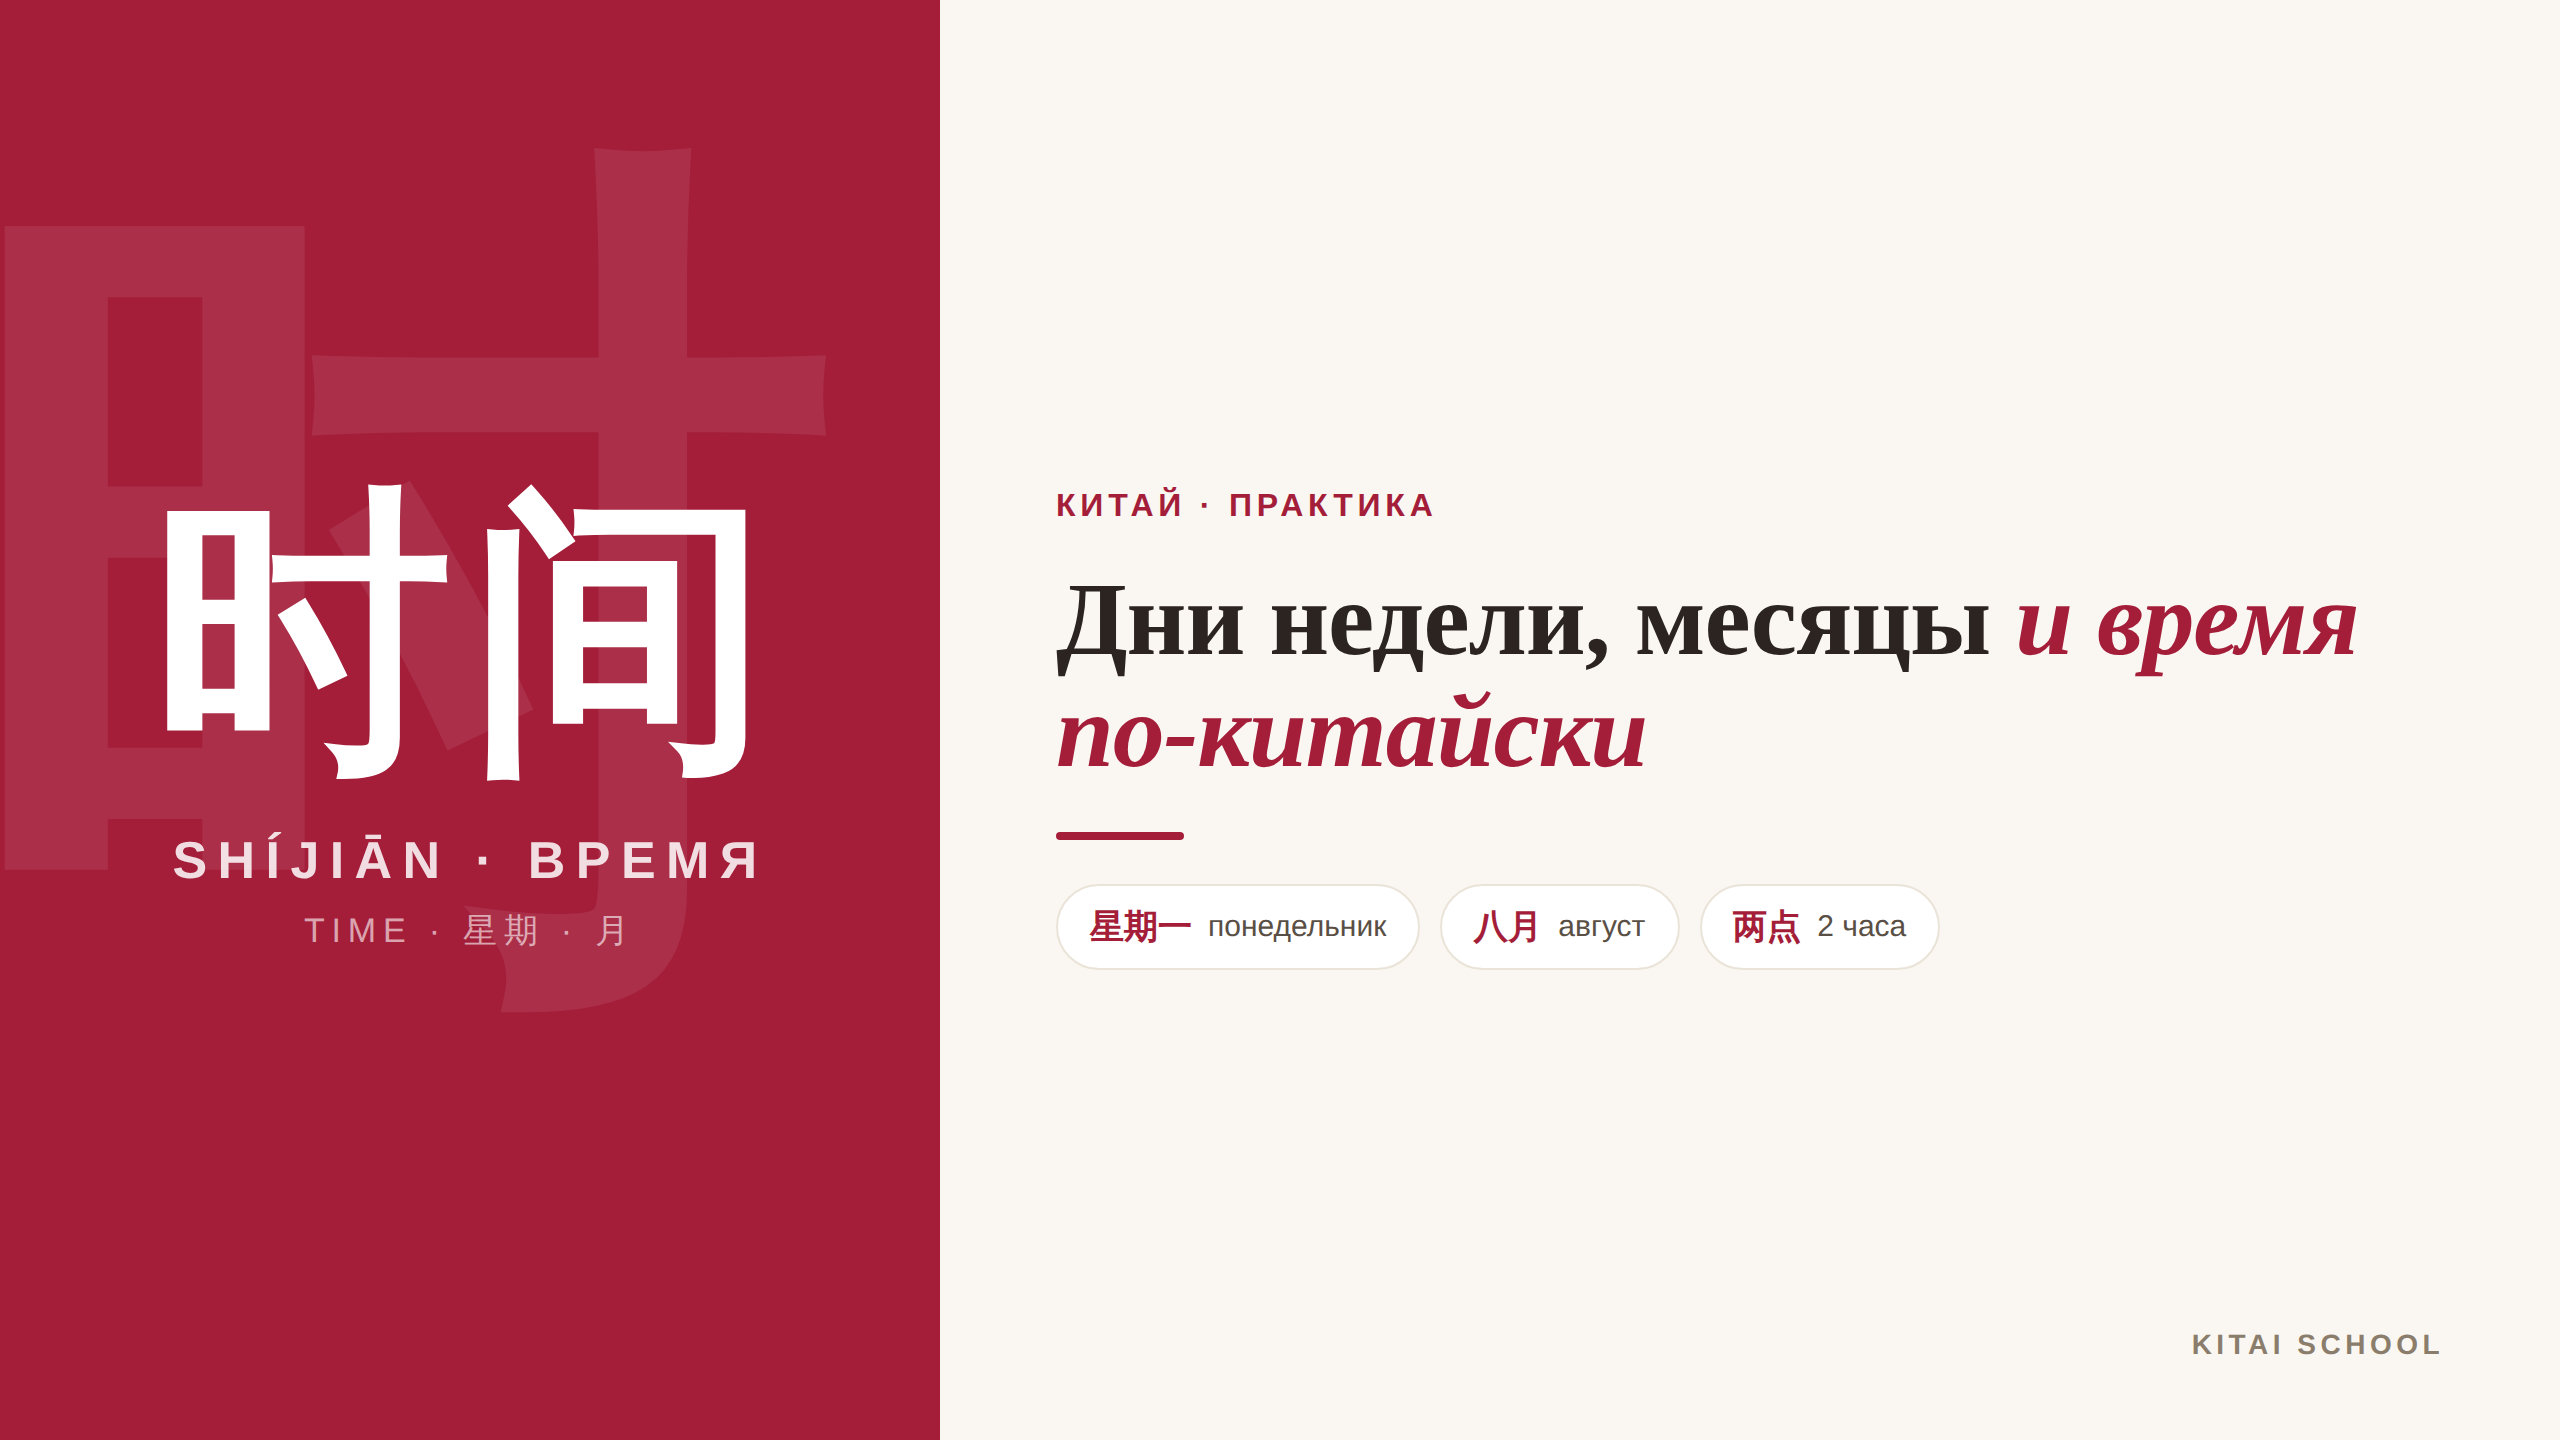 时
时间
SHÍJIĀN · ВРЕМЯ
TIME · 星期 · 月
КИТАЙ · ПРАКТИКА
Дни недели, месяцы и время
по-китайски
星期一 понедельник
八月 август
两点 2 часа
KITAI SCHOOL